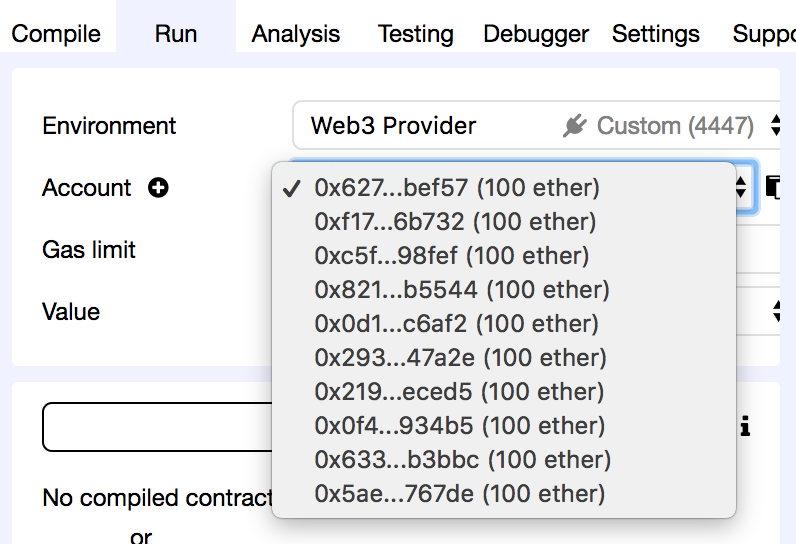 Compile Run Analysis Testing Debugger Settings Suppo
Environment Web3 Provider Custom (4447)
Account
0x627...bef57 (100 ether)
0xf17...6b732 (100 ether)
0xc5f...98fef (100 ether)
0x821...b5544 (100 ether)
0x0d1...c6af2 (100 ether)
0x293...47a2e (100 ether)
0x219...eced5 (100 ether)
0x0f4...934b5 (100 ether)
0x633...b3bbc (100 ether)
0x5ae...767de (100 ether)
Gas limit
Value
No compiled contract
or